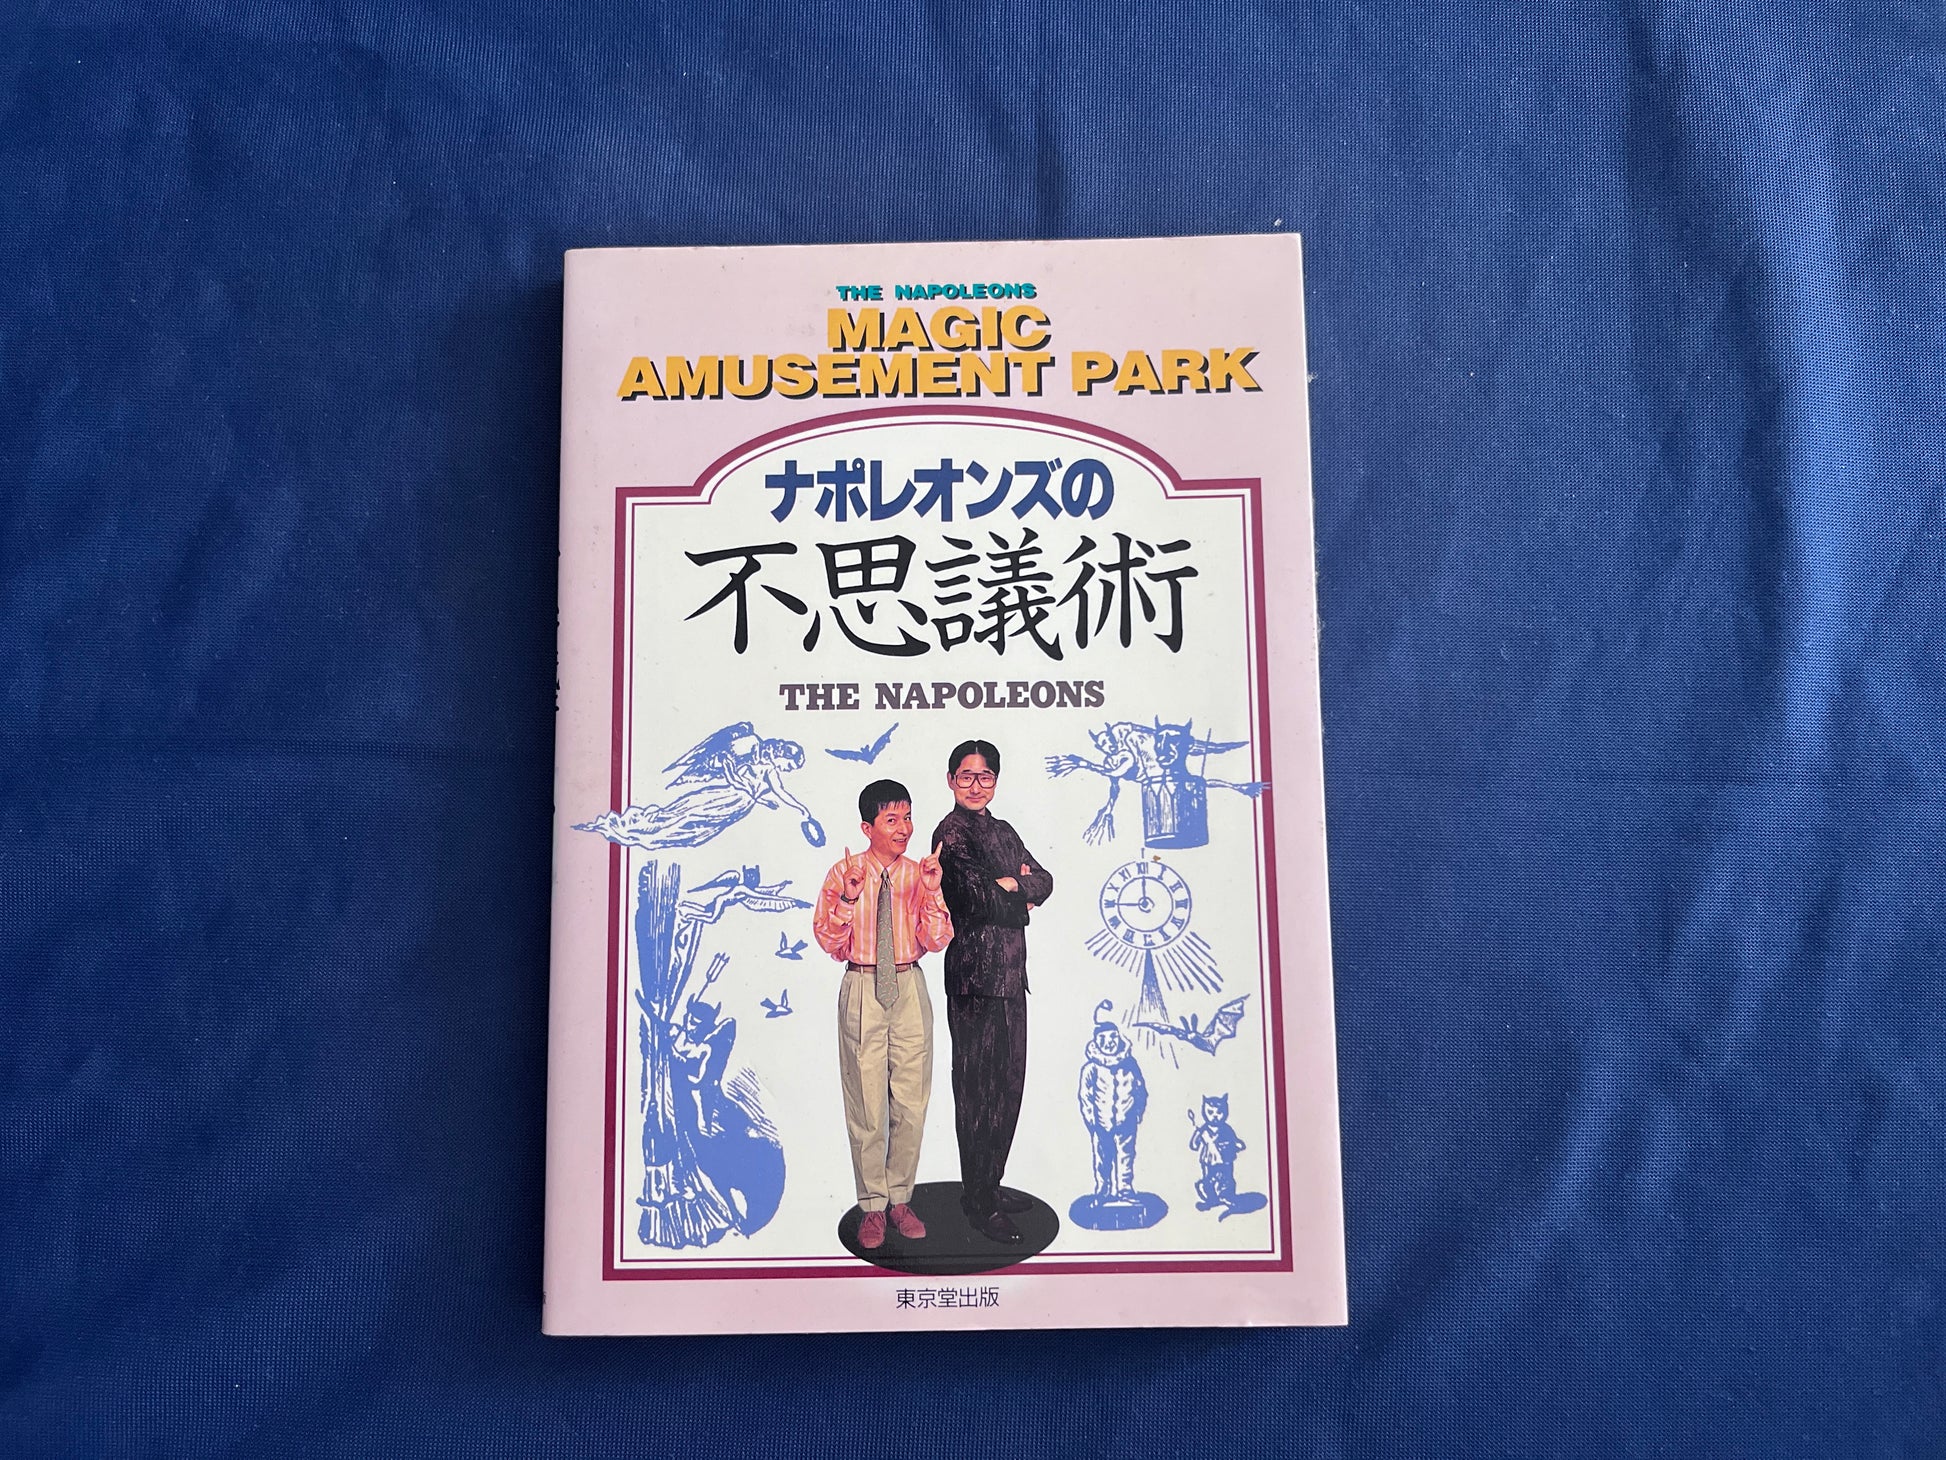 THE NAPOLEONS
MAGIC
AMUSEMENT PARK
ナポレオンズの
不思議術
THE NAPOLEONS
東京堂出版